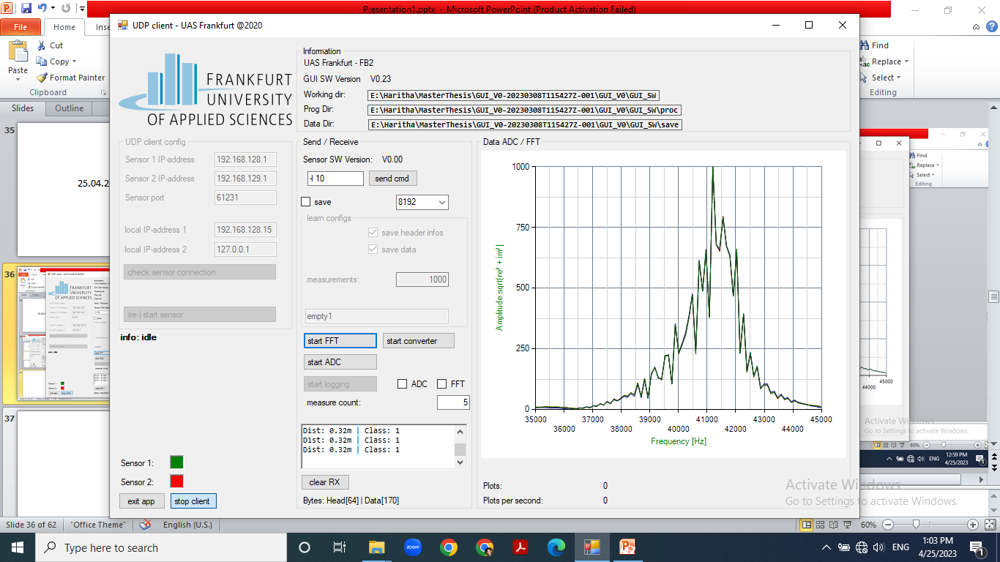 Presentation1.pptx - Microsoft PowerPoint (Product Activation Failed)
File
Home
Inse
Paste
Cut
Copy
Format Painter
Clipboard
Slides
Outline
Find
Replace
Select
Editing
UDP client - UAS Frankfurt @2020
FRANKFURT
UNIVERSITY
OF APPLIED SCIENCES
Information
UAS Frankfurt - FB2
GUI SW Version V0.23
Working dir: E:\Haritha\MasterThesis\GUI_V0-20230308T115427Z-001\GUI_V0\GUI_SW
Prog Dir: E:\Haritha\MasterThesis\GUI_V0-20230308T115427Z-001\GUI_V0\GUI_SW\proc
Data Dir: E:\Haritha\MasterThesis\GUI_V0-20230308T115427Z-001\GUI_V0\GUI_SW\save
UDP client config
Sensor 1 IP-address 192.168.128.1
Sensor 2 IP-address 192.168.129.1
Sensor port 61231
local IP-address 1 192.168.128.15
local IP-address 2 127.0.0.1
check sensor connection
(re-) start sensor
info: idle
Sensor 1:
Sensor 2:
exit app
stop client
Send / Receive
Sensor SW Version: V0.00
-l 10
send cmd
save
8192
learn configs
save header infos
save data
measurements: 1000
empty1
start FFT
start converter
start ADC
start logging
ADC
FFT
measure count: 5
Dist: 0.32m | Class: 1
Dist: 0.32m | Class: 1
Dist: 0.32m | Class: 1
clear RX
Bytes: Head[64] | Data[170]
Data ADC / FFT
1000
750
500
250
0
Amplitude sqrt[re² + im²]
35000 37000 39000 41000 43000 45000
36000 38000 40000 42000 44000
Frequency [Hz]
Plots: 0
Plots per second: 0
35
25.04.20
36
37
Find
Replace
Select
Editing
45000
44000
Activate Windows
Go to Settings to activate Windows.
60%
ENG
12:59 PM
4/25/2023
Activate Windows
Go to Settings to activate Windows.
Slide 36 of 62
"Office Theme"
English (U.S.)
60%
Type here to search
zoom
ENG
1:03 PM
4/25/2023
1